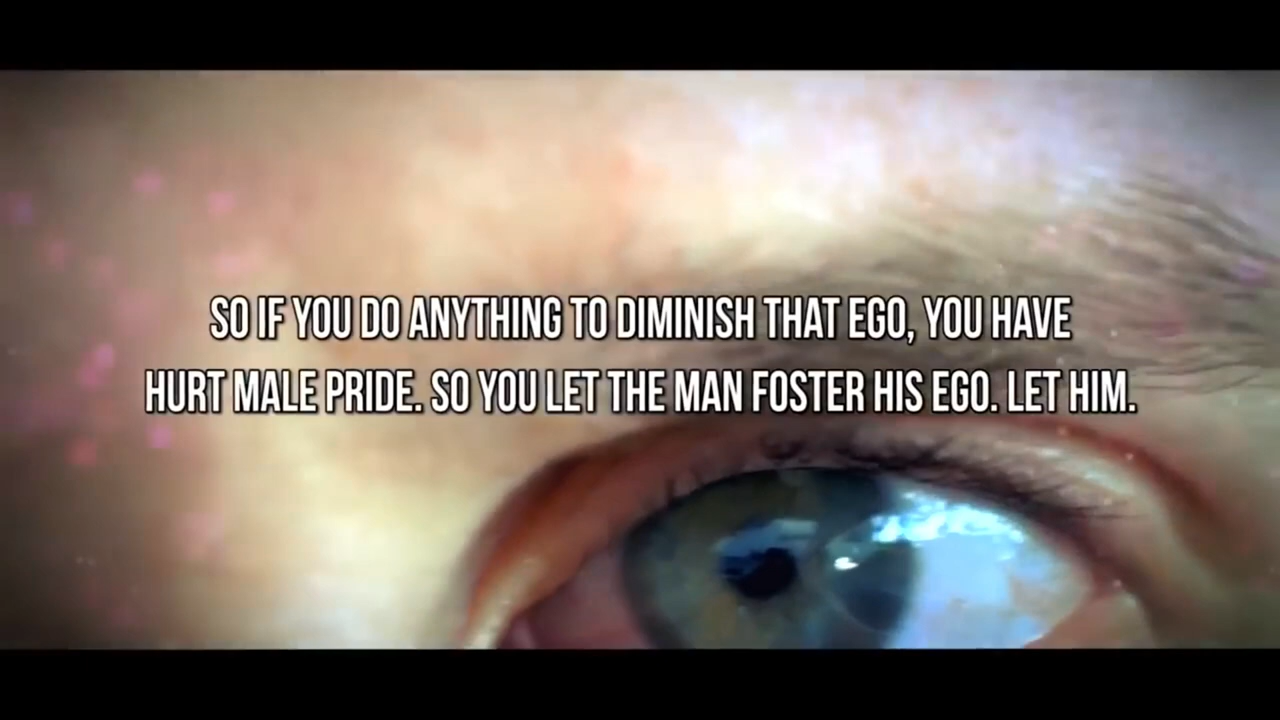 SO IF YOU DO ANYTHING TO DIMINISH THAT EGO, YOU HAVE
HURT MALE PRIDE. SO YOU LET THE MAN FOSTER HIS EGO. LET HIM.